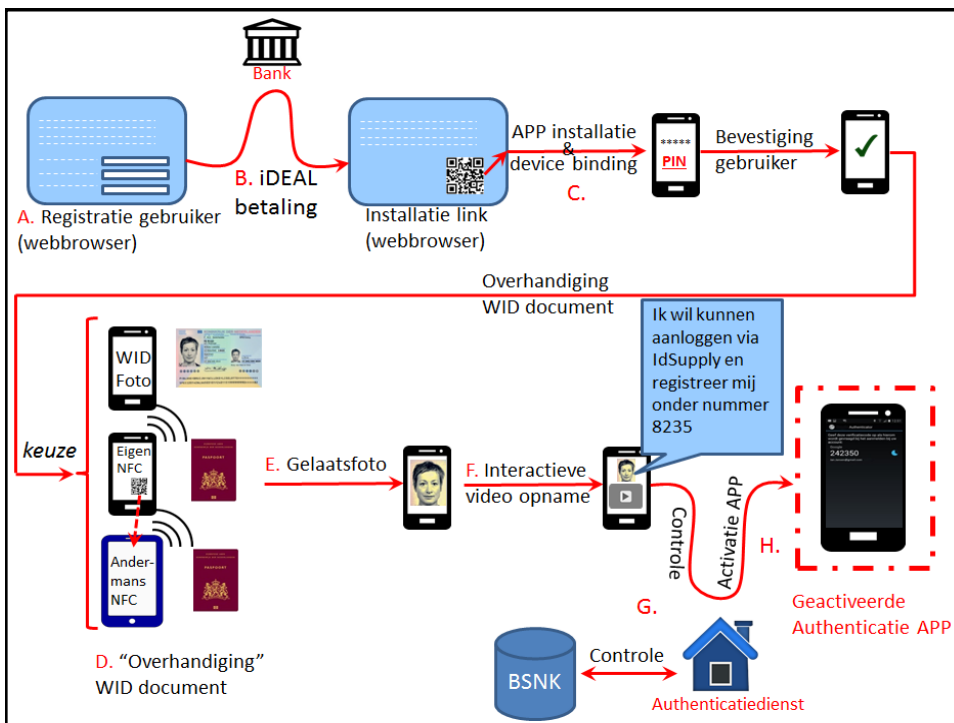 Bank
A. Registratie gebruiker
(webbrowser)
B. iDEAL
betaling
Installatie link
(webbrowser)
APP installatie
&
device binding
C.
*****
PIN
Bevestiging
gebruiker
Overhandiging
WID document
keuze
WID
Foto
Eigen
NFC
PASPOORT
Ander-
mans
NFC
PASPOORT
D. “Overhandiging”
WID document
E. Gelaatsfoto
F. Interactieve
video opname
Ik wil kunnen
aanloggen via
IdSupply en
registreer mij
onder nummer
8235
Controle
Activatie APP
G.
H.
242350
Geactiveerde
Authenticatie APP
BSNK
Controle
Authenticatiedienst